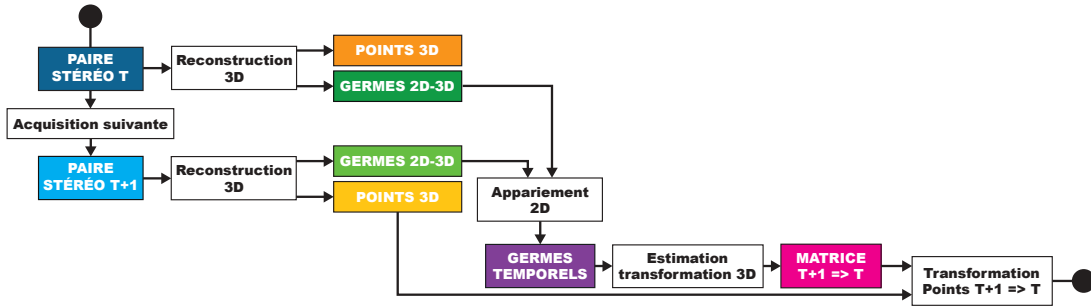 PAIRE
STÉRÉO T
Reconstruction
3D
POINTS 3D
GERMES 2D-3D
Acquisition suivante
PAIRE
STÉRÉO T+1
Reconstruction
3D
GERMES 2D-3D
POINTS 3D
Appariement
2D
GERMES
TEMPORELS
Estimation
transformation 3D
MATRICE
T+1 => T
Transformation
Points T+1 => T